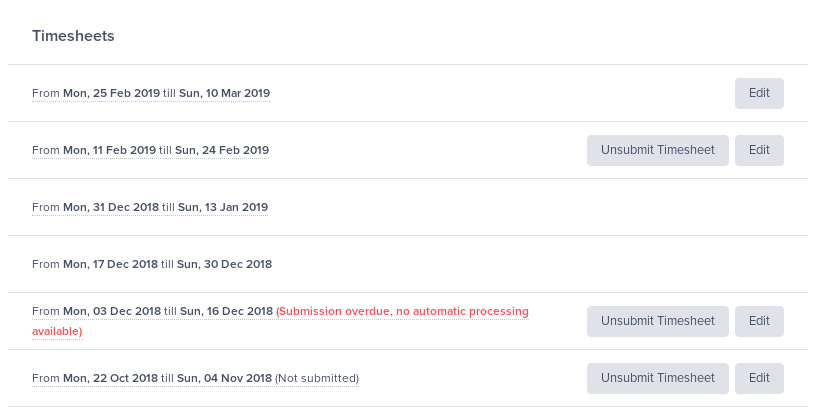 Timesheets
From Mon, 25 Feb 2019 till Sun, 10 Mar 2019
Edit
From Mon, 11 Feb 2019 till Sun, 24 Feb 2019
Unsubmit Timesheet
Edit
From Mon, 31 Dec 2018 till Sun, 13 Jan 2019
From Mon, 17 Dec 2018 till Sun, 30 Dec 2018
From Mon, 03 Dec 2018 till Sun, 16 Dec 2018 (Submission overdue, no automatic processing
available)
Unsubmit Timesheet
Edit
From Mon, 22 Oct 2018 till Sun, 04 Nov 2018 (Not submitted)
Unsubmit Timesheet
Edit